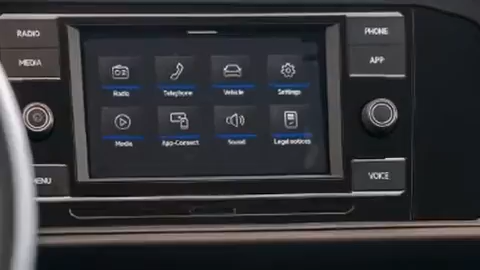 RADIO
MEDIA
MENU
Radio
Telephone
Vehicle
Settings
Media
App-Connect
Sound
Legal notices
PHONE
APP
VOICE